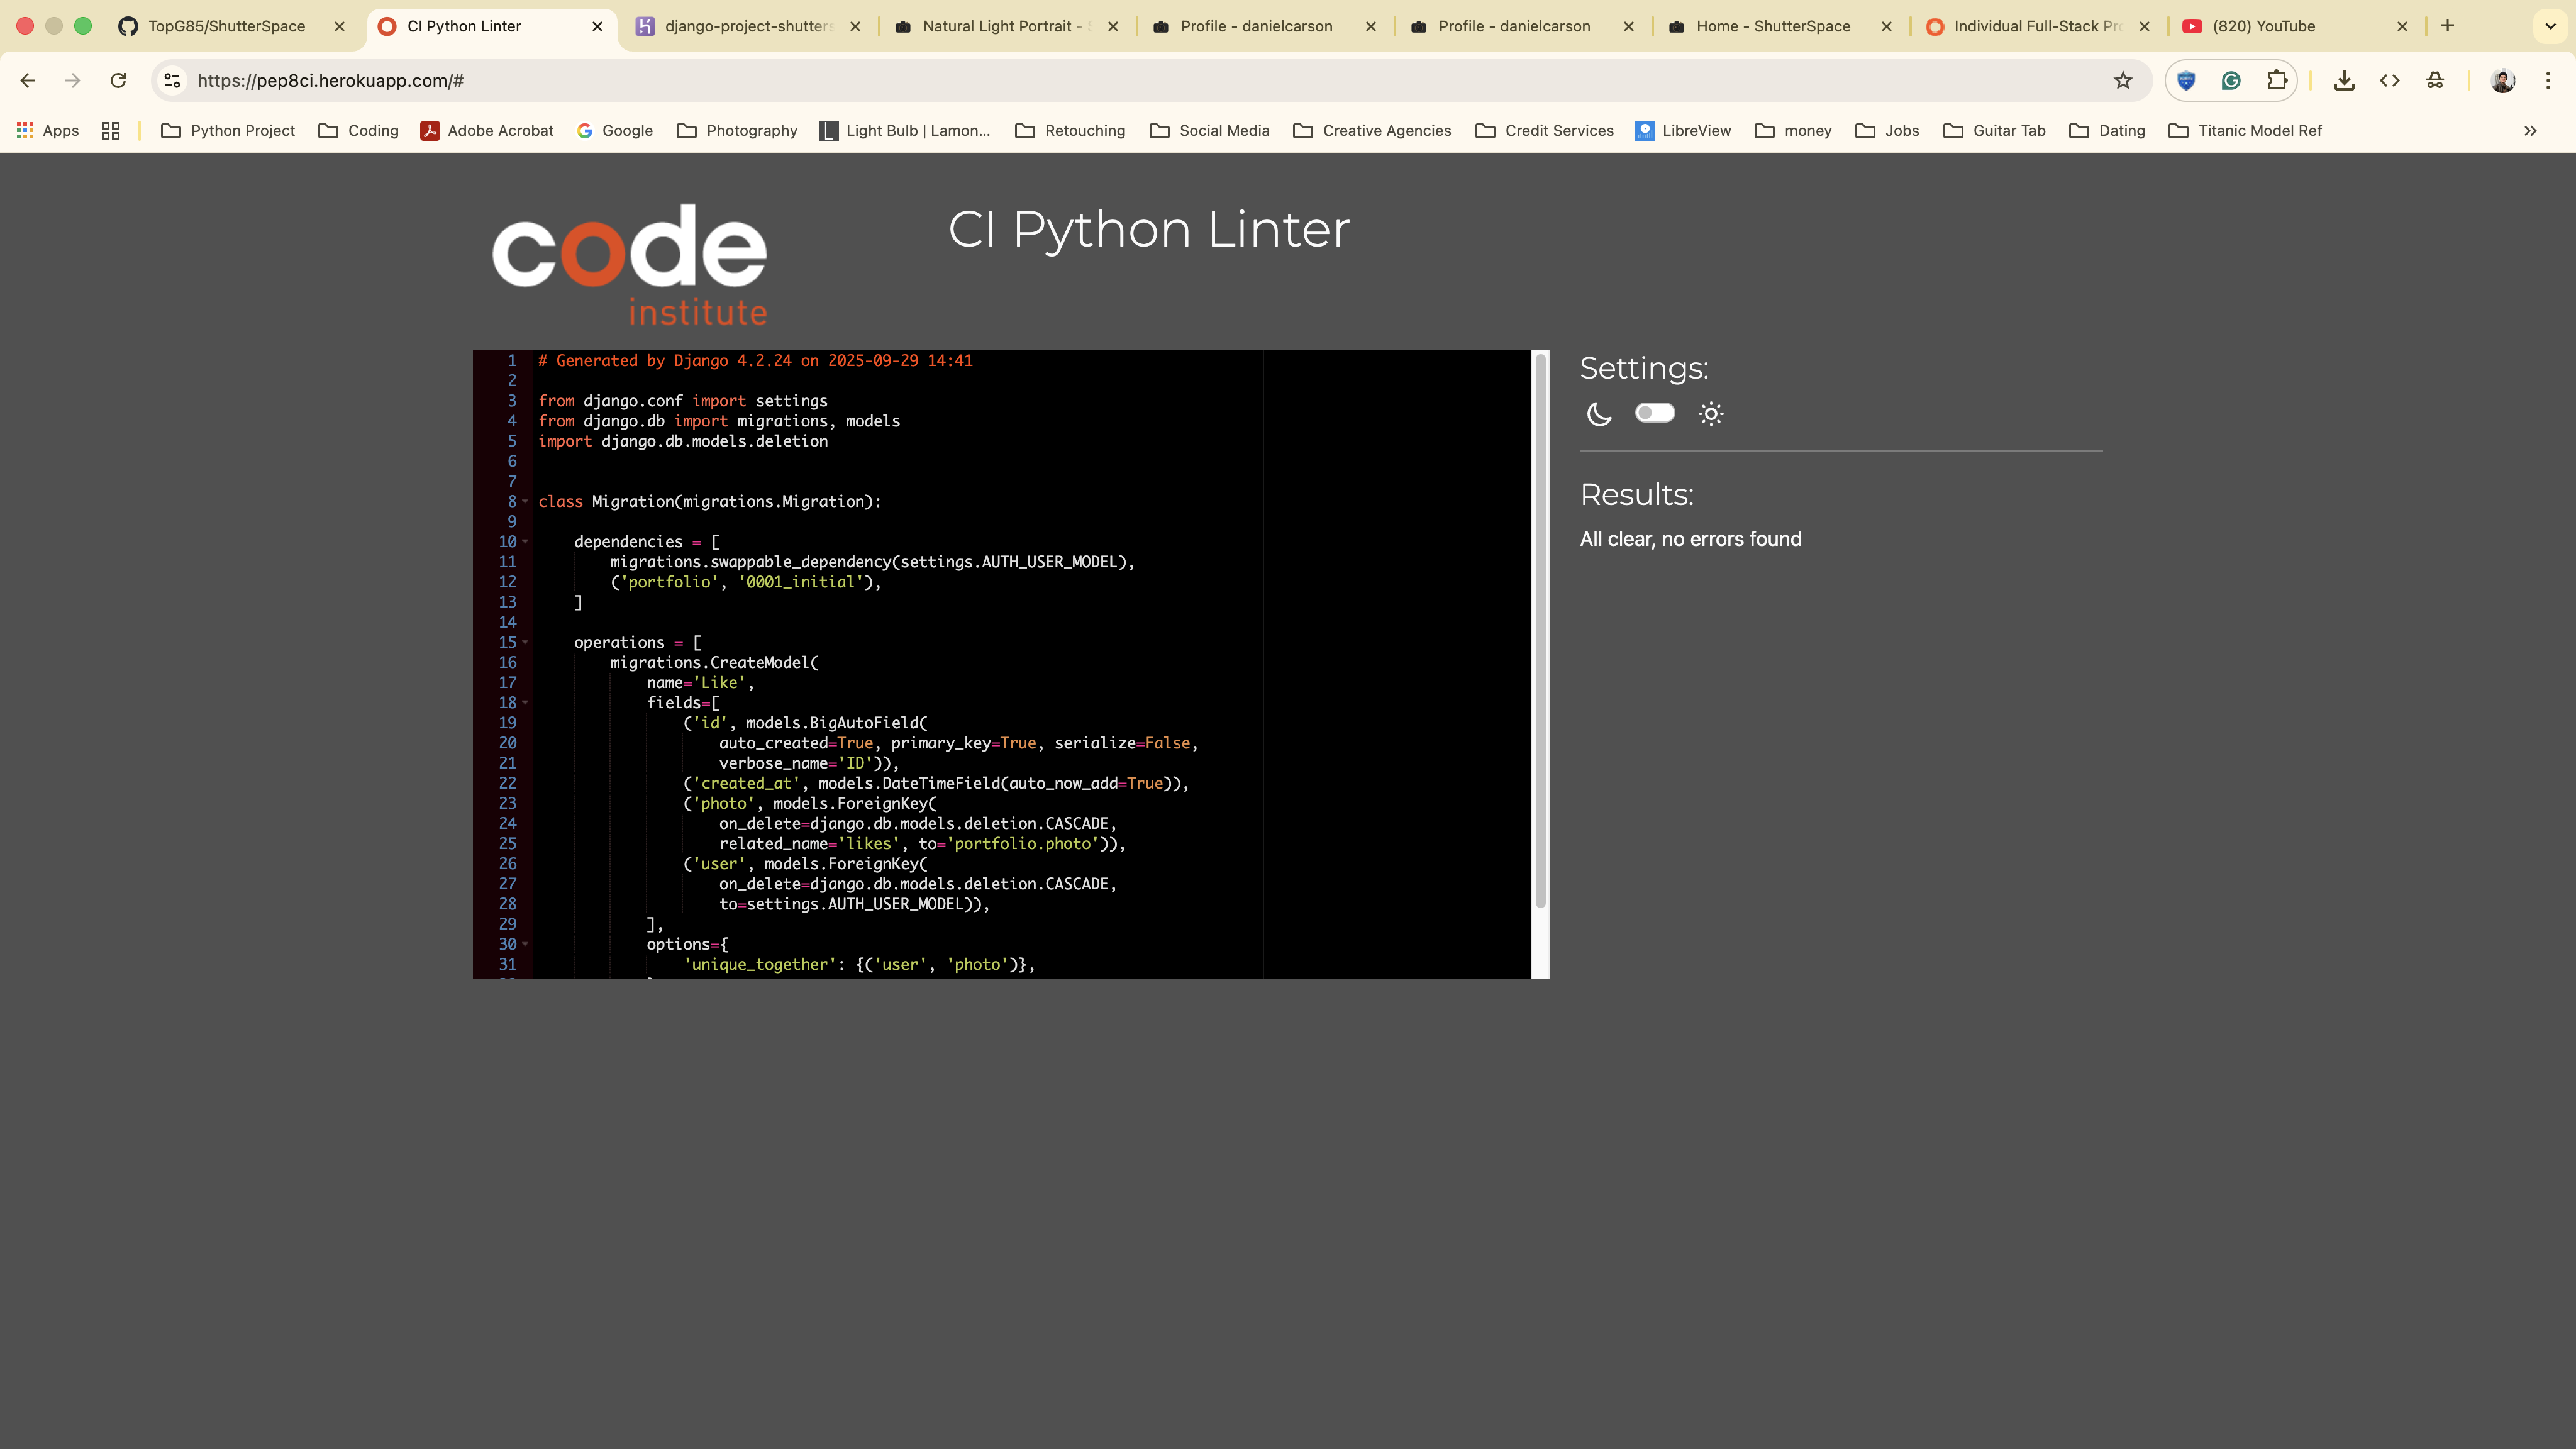 TopG85/ShutterSpace
CI Python Linter
django-project-shutters
Natural Light Portrait - S
Profile - danielcarson
Profile - danielcarson
Home - ShutterSpace
Individual Full-Stack Pro
(820) YouTube
https://pep8ci.herokuapp.com/#
Apps
Python Project
Coding
Adobe Acrobat
Google
Photography
Light Bulb | Lamon...
Retouching
Social Media
Creative Agencies
Credit Services
LibreView
money
Jobs
Guitar Tab
Dating
Titanic Model Ref
code
institute
CI Python Linter
1 # Generated by Django 4.2.24 on 2025-09-29 14:41
2
3 from django.conf import settings
4 from django.db import migrations, models
5 import django.db.models.deletion
6
7
8 class Migration(migrations.Migration):
9
10 dependencies = [
11 migrations.swappable_dependency(settings.AUTH_USER_MODEL),
12 ('portfolio', '0001_initial'),
13 ]
14
15 operations = [
16 migrations.CreateModel(
17 name='Like',
18 fields=[
19 ('id', models.BigAutoField(
20 auto_created=True, primary_key=True, serialize=False,
21 verbose_name='ID')),
22 ('created_at', models.DateTimeField(auto_now_add=True)),
23 ('photo', models.ForeignKey(
24 on_delete=django.db.models.deletion.CASCADE,
25 related_name='likes', to='portfolio.photo')),
26 ('user', models.ForeignKey(
27 on_delete=django.db.models.deletion.CASCADE,
28 to=settings.AUTH_USER_MODEL)),
29 ],
30 options={
31 'unique_together': {('user', 'photo')},
Settings:
Results:
All clear, no errors found